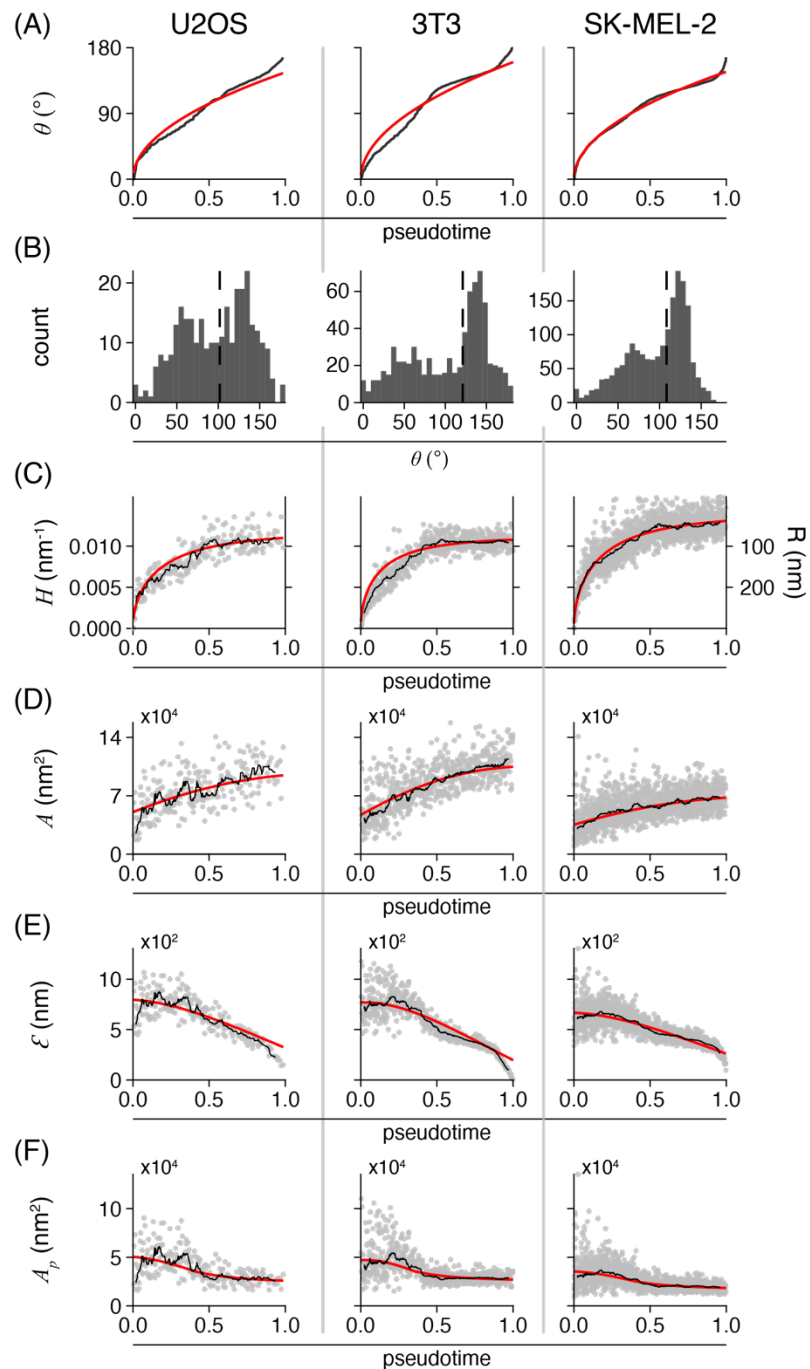 (A) U2OS 3T3 SK-MEL-2
180
90
0
θ (°)
0.0 0.5 1.0 0.0 0.5 1.0 0.0 0.5 1.0
pseudotime
(B)
20
10
0
60
40
20
0
150
100
50
0
count
0 50 100 150 0 50 100 150 0 50 100 150
θ (°)
(C)
0.010
0.005
0.000
H (nm⁻¹)
100
200
R (nm)
0.0 0.5 1.0 0.0 0.5 1.0 0.0 0.5 1.0
pseudotime
(D)
x10⁴ x10⁴ x10⁴
14
7
0
A (nm²)
0.0 0.5 1.0 0.0 0.5 1.0 0.0 0.5 1.0
pseudotime
(E)
x10² x10² x10²
10
5
0
ℰ (nm)
0.0 0.5 1.0 0.0 0.5 1.0 0.0 0.5 1.0
pseudotime
(F)
x10⁴ x10⁴ x10⁴
10
5
0
Aₚ (nm²)
0.0 0.5 1.0 0.0 0.5 1.0 0.0 0.5 1.0
pseudotime